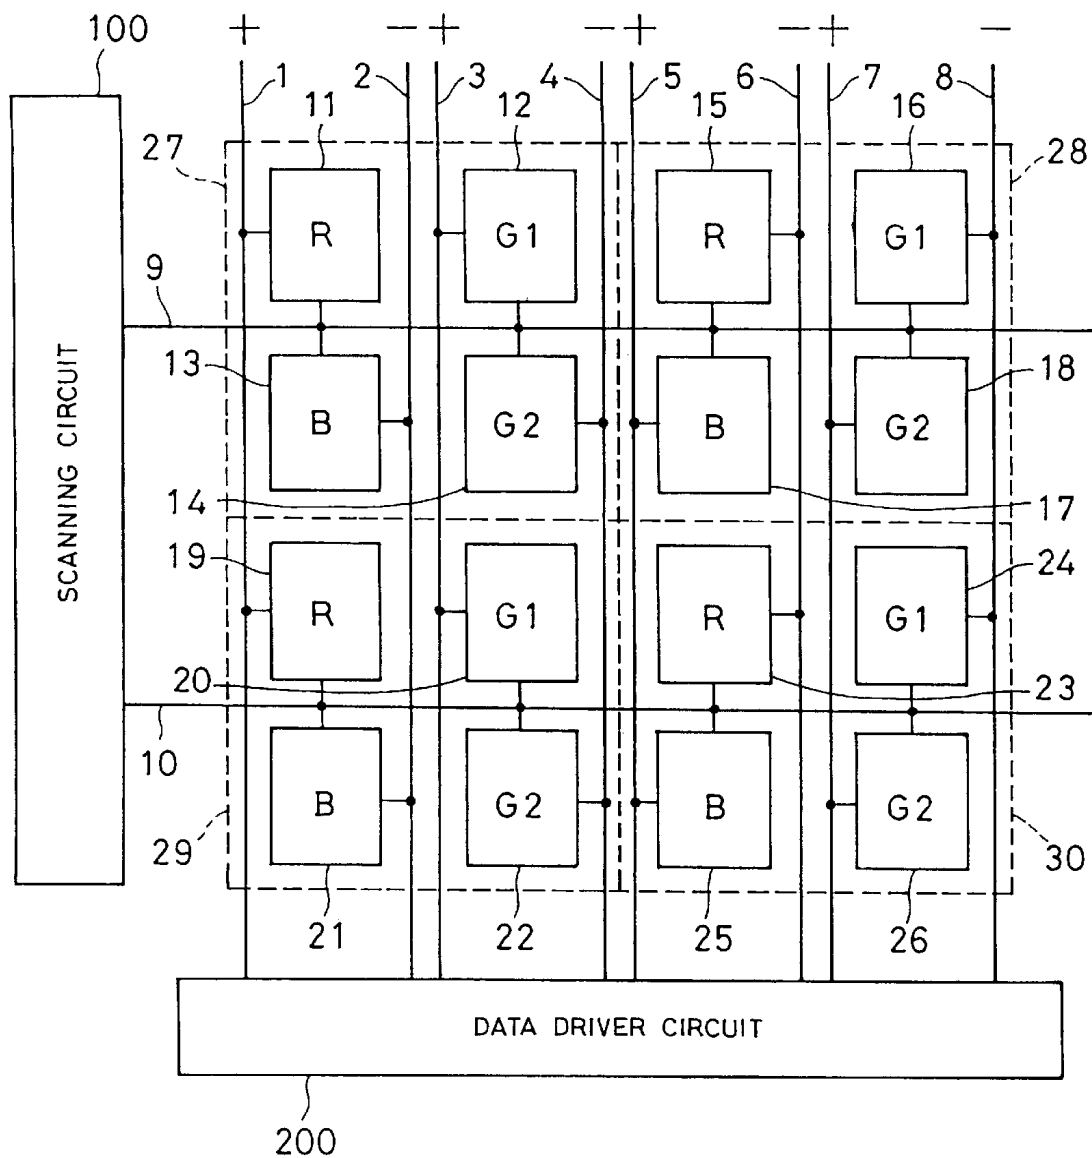 100
+ − + − + − + −
1 2 3 4 5 6 7 8
11 12 15 16
27 28
R G1 R G1
9
13 18
B G2 B G2
14 17
SCANNING CIRCUIT
19 24
R G1 R G1
20 23
10
B G2 B G2
29 30
21 22 25 26
DATA DRIVER CIRCUIT
200